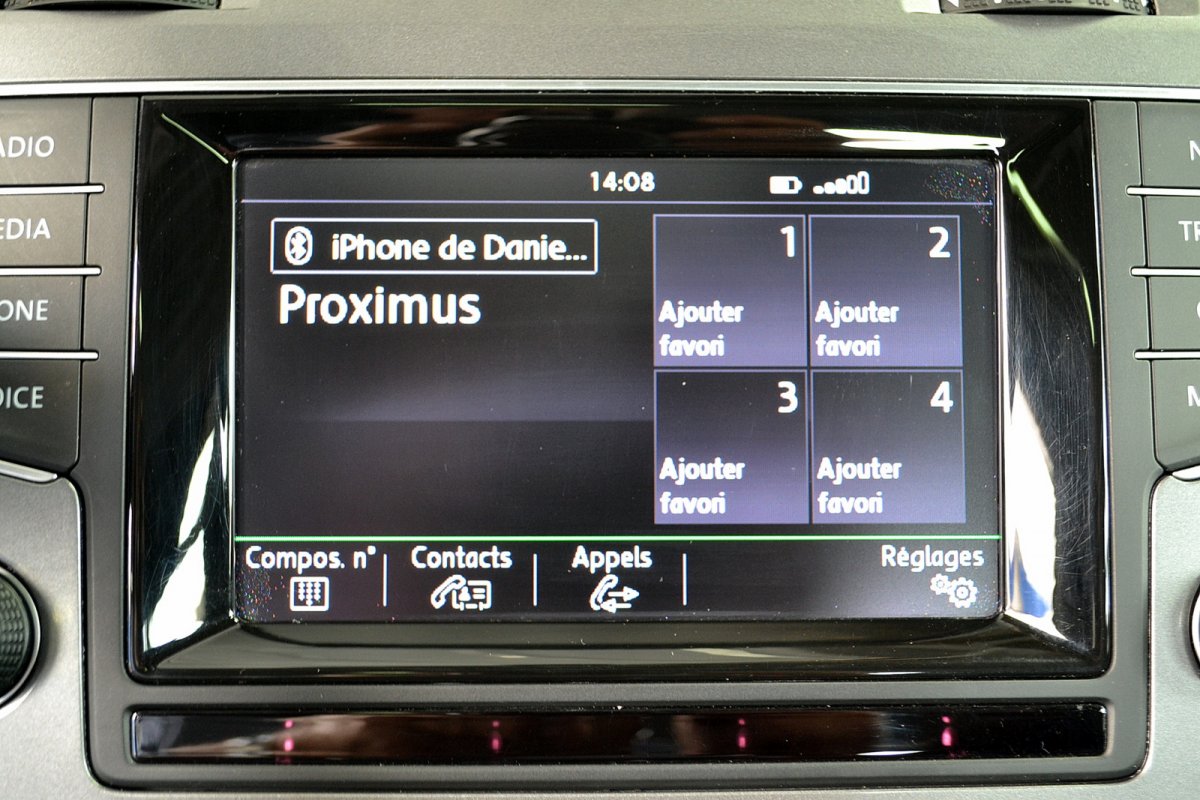 14:08
iPhone de Danie...
Proximus
1
2
Ajouter
favori
Ajouter
favori
3
4
Ajouter
favori
Ajouter
favori
Compos. n°
Contacts
Appels
Réglages
ADIO
EDIA
ONE
OICE
N
TR
M